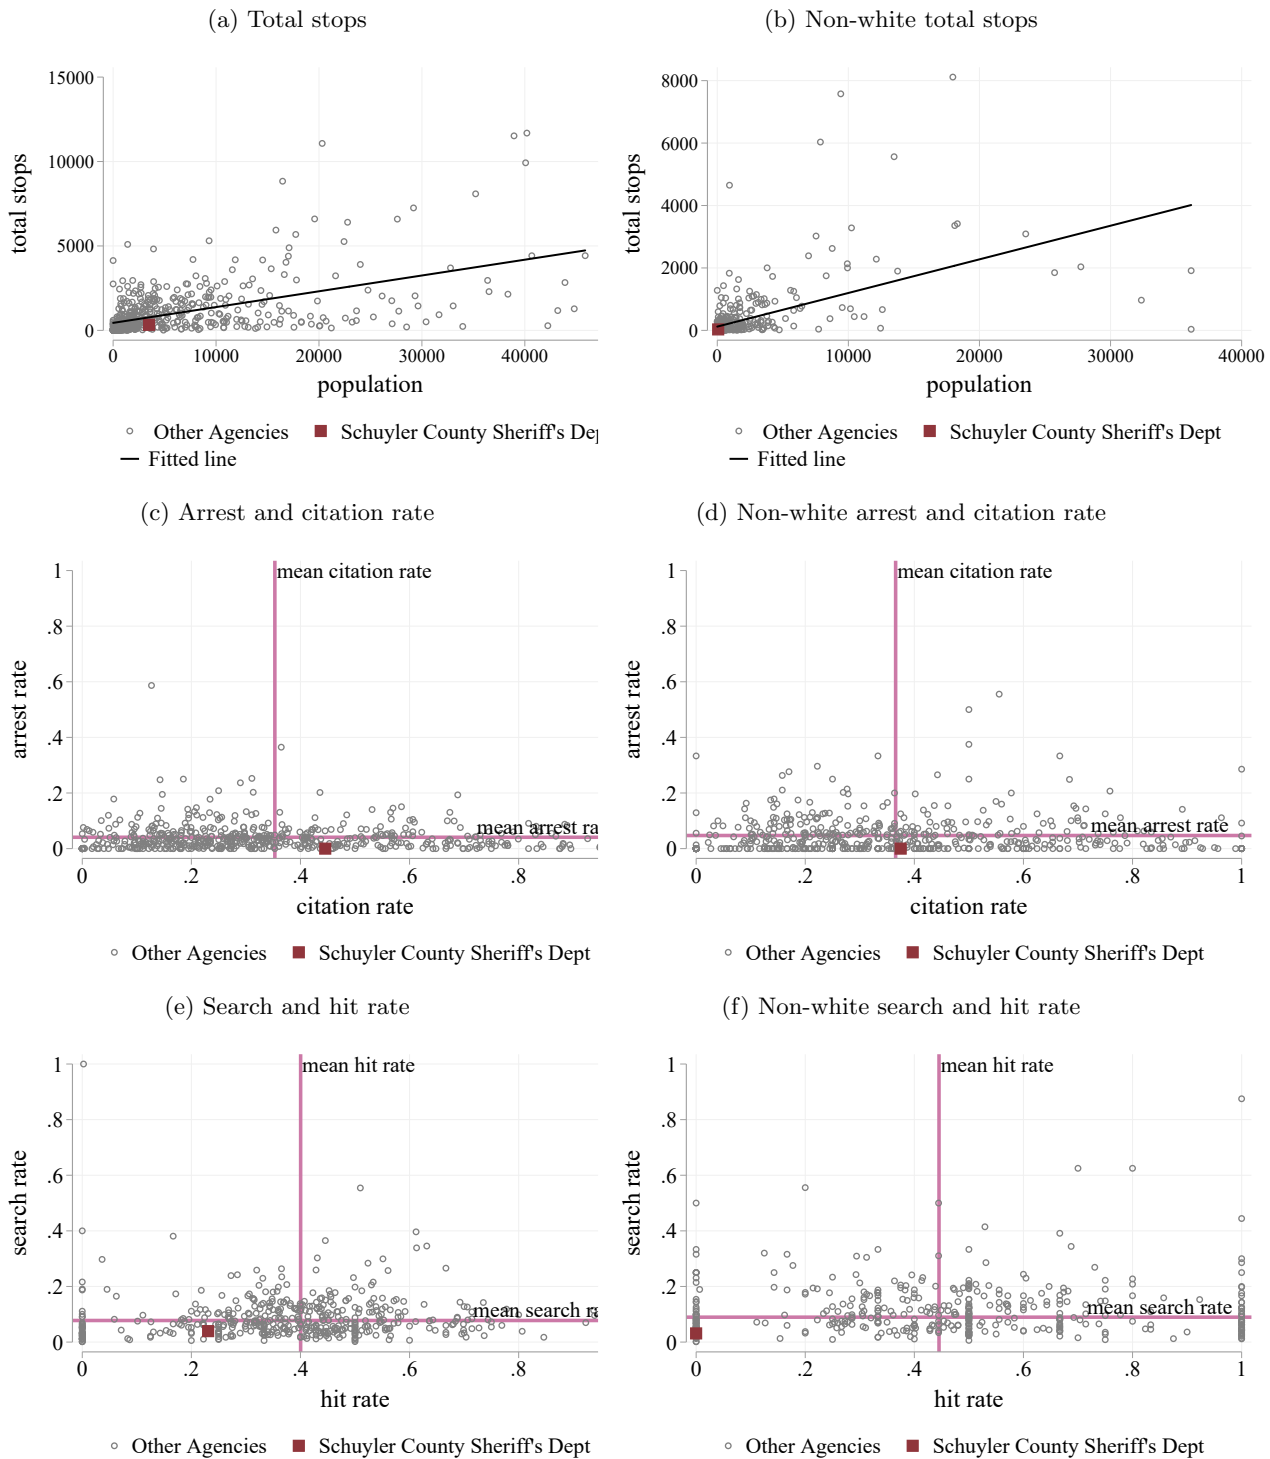 (a) Total stops
(b) Non-white total stops
total stops
15000
10000
5000
0
0 10000 20000 30000 40000
population
Other Agencies Schuyler County Sheriff's Dep
Fitted line
total stops
8000
6000
4000
2000
0
0 10000 20000 30000 40000
population
Other Agencies Schuyler County Sheriff's Dept
Fitted line
(c) Arrest and citation rate
(d) Non-white arrest and citation rate
arrest rate
1
.8
.6
.4
.2
0
mean citation rate
mean arrest ra
0 .2 .4 .6 .8
citation rate
Other Agencies Schuyler County Sheriff's Dept
arrest rate
1
.8
.6
.4
.2
0
mean citation rate
mean arrest rate
0 .2 .4 .6 .8 1
citation rate
Other Agencies Schuyler County Sheriff's Dept
(e) Search and hit rate
(f) Non-white search and hit rate
search rate
1
.8
.6
.4
.2
0
mean hit rate
mean search ra
0 .2 .4 .6 .8
hit rate
Other Agencies Schuyler County Sheriff's Dept
search rate
1
.8
.6
.4
.2
0
mean hit rate
mean search rate
0 .2 .4 .6 .8 1
hit rate
Other Agencies Schuyler County Sheriff's Dept